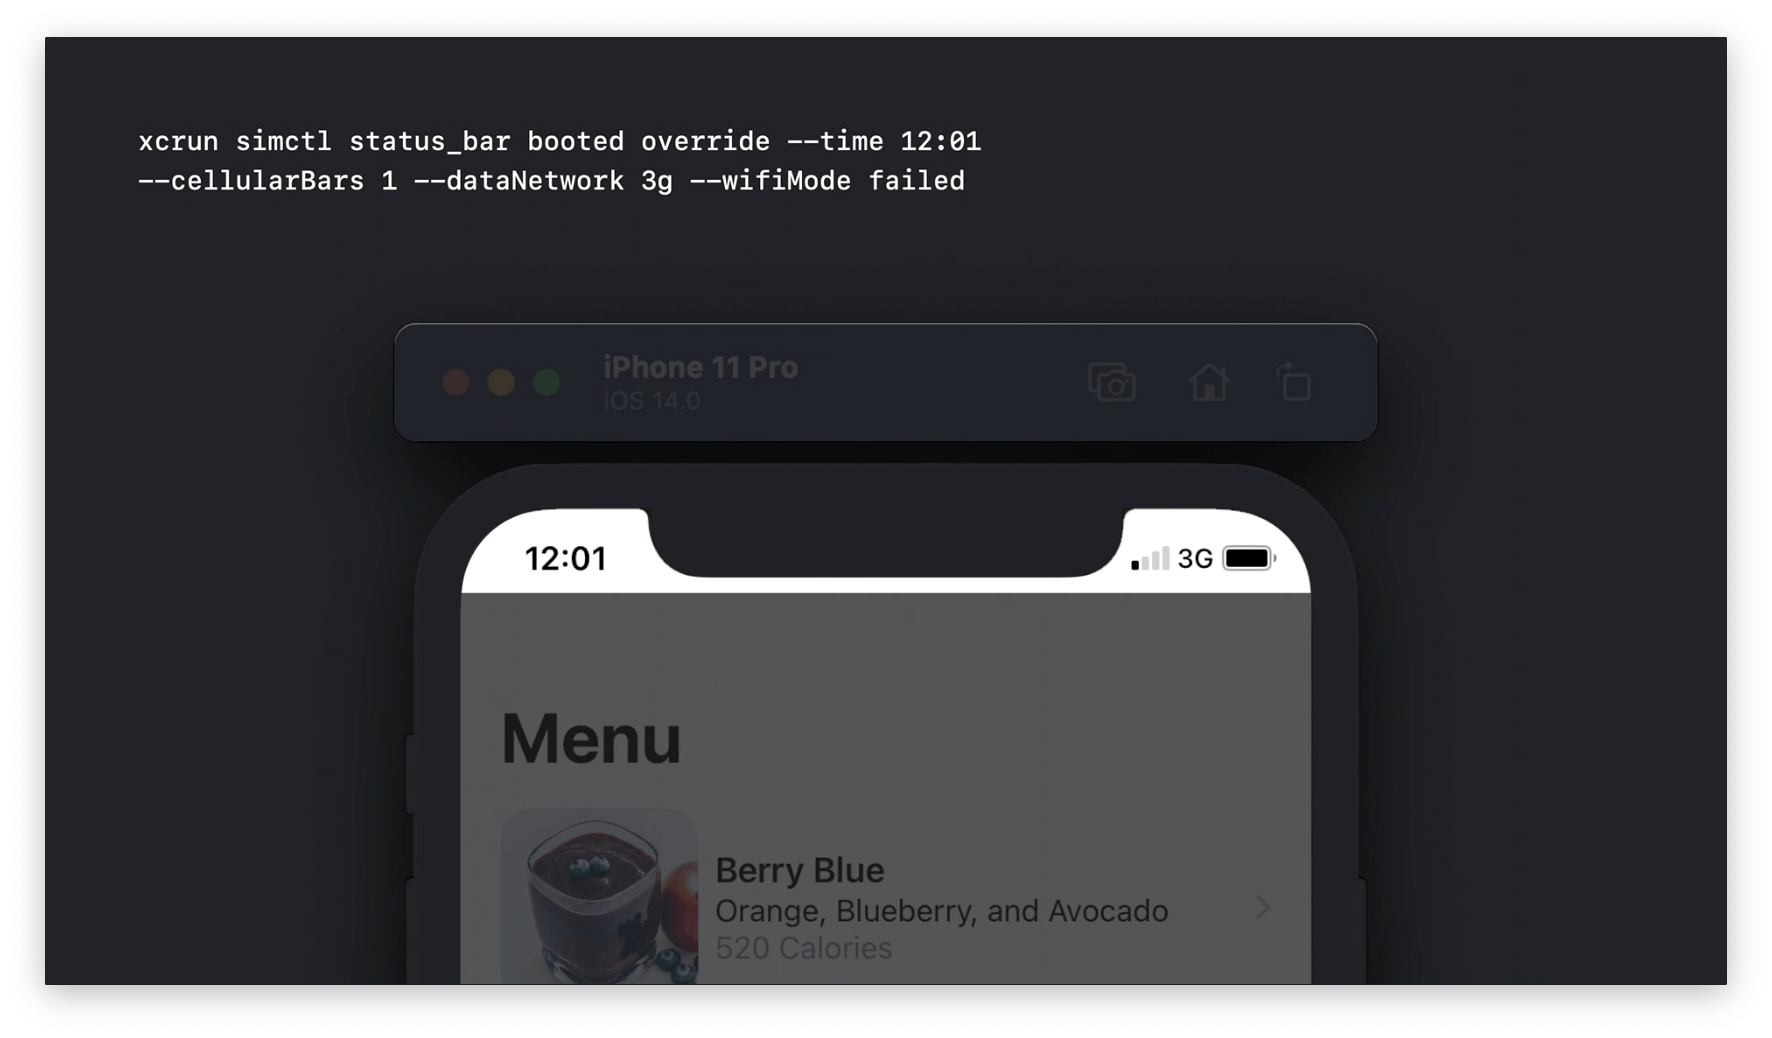 xcrun simctl status_bar booted override --time 12:01
--cellularBars 1 --dataNetwork 3g --wifiMode failed
iPhone 11 Pro
iOS 14.0
12:01
3G
Menu
Berry Blue
Orange, Blueberry, and Avocado
520 Calories